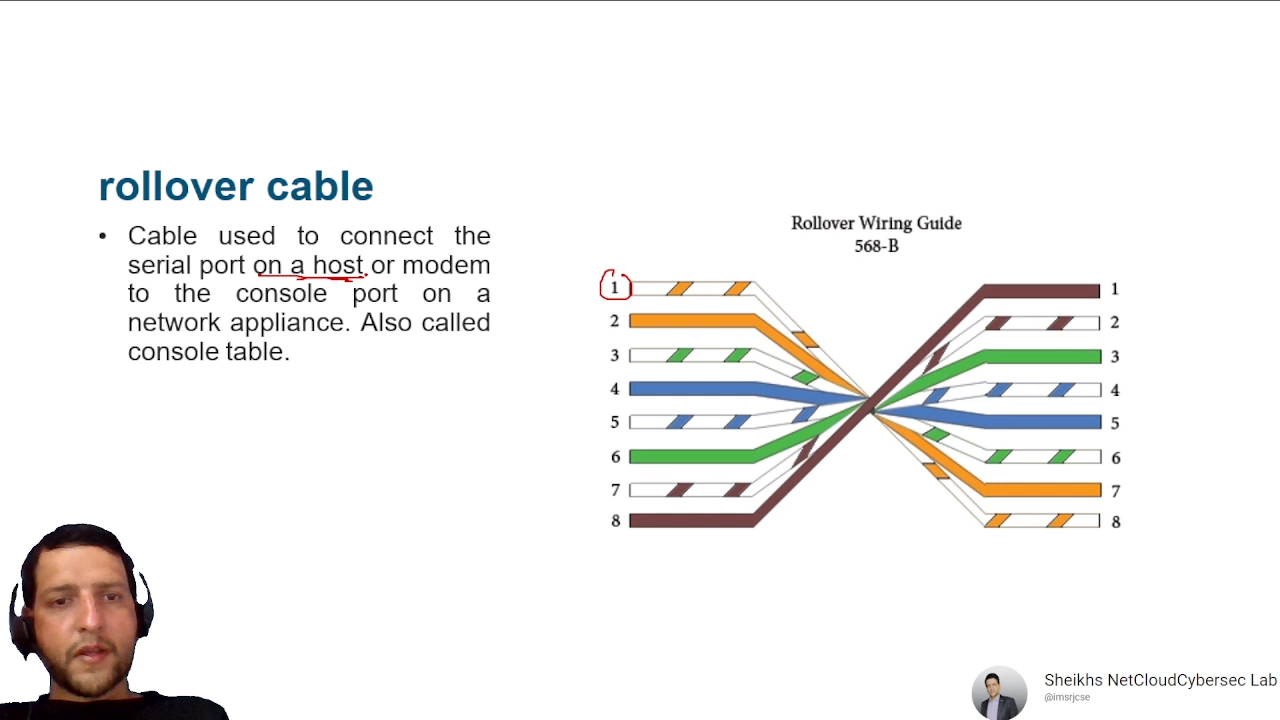 rollover cable
• Cable used to connect the
serial port on a host or modem
to the console port on a
network appliance. Also called
console table.
Rollover Wiring Guide
568-B
1 1
2 2
3 3
4 4
5 5
6 6
7 7
8 8
Sheikhs NetCloudCybersec Lab
@imsrjcse